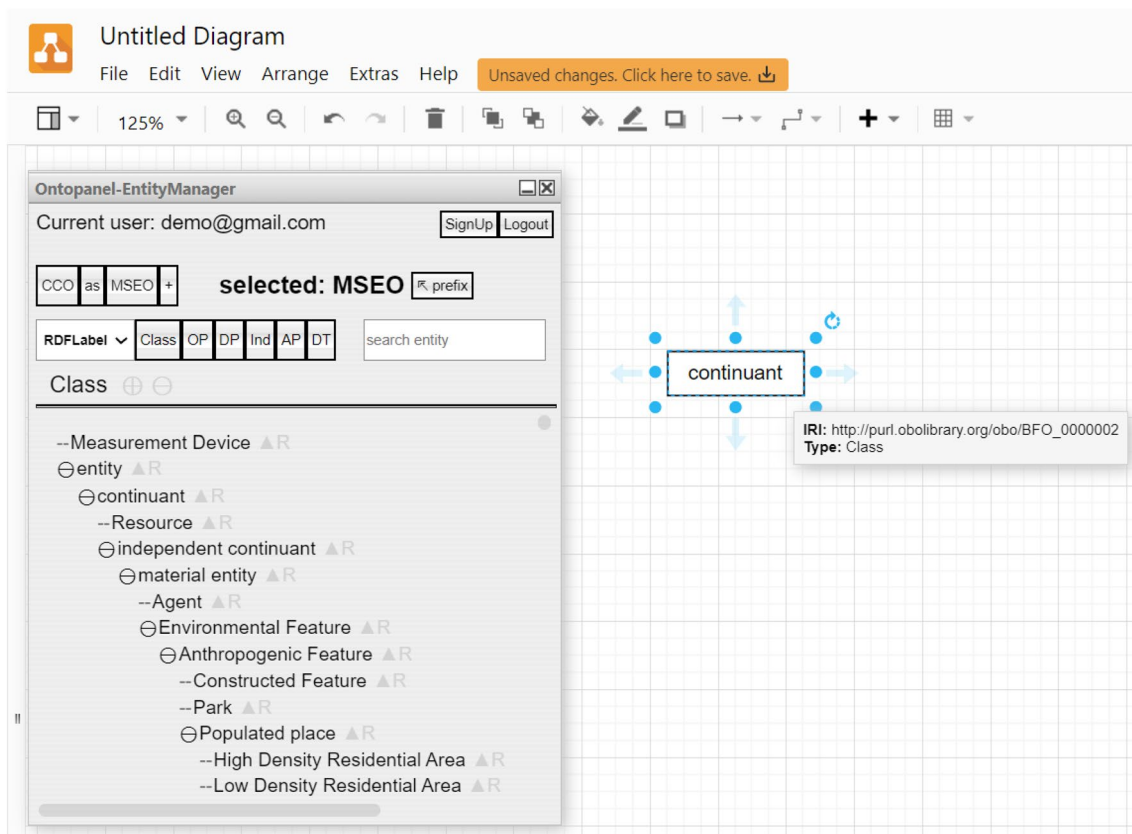 Untitled Diagram
File Edit View Arrange Extras Help Unsaved changes. Click here to save.
125%
Ontopanel-EntityManager
Current user: demo@gmail.com SignUp Logout
CCO as MSEO + selected: MSEO prefix
RDFLabel Class OP DP Ind AP DT search entity
Class
--Measurement Device R
entity R
continuant R
--Resource R
independent continuant R
material entity R
--Agent R
Environmental Feature R
Anthropogenic Feature R
--Constructed Feature R
--Park R
Populated place R
--High Density Residential Area R
--Low Density Residential Area R
continuant
IRI: http://purl.obolibrary.org/obo/BFO_0000002
Type: Class